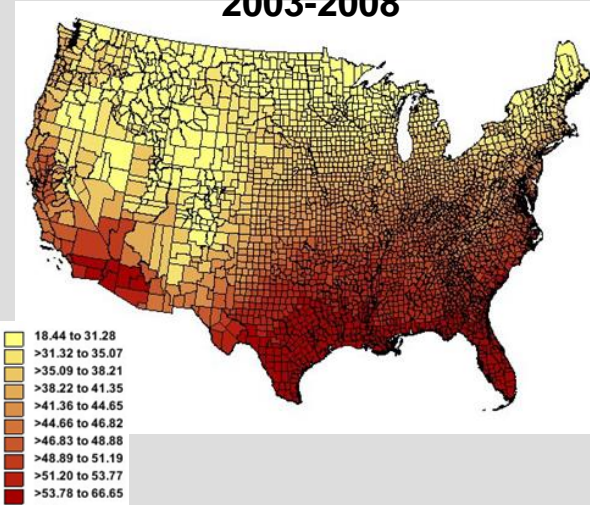 2003-2008
18.44 to 31.28
>31.32 to 35.07
>35.09 to 38.21
>38.22 to 41.35
>41.36 to 44.65
>44.66 to 46.82
>46.83 to 48.88
>48.89 to 51.19
>51.20 to 53.77
>53.78 to 66.65